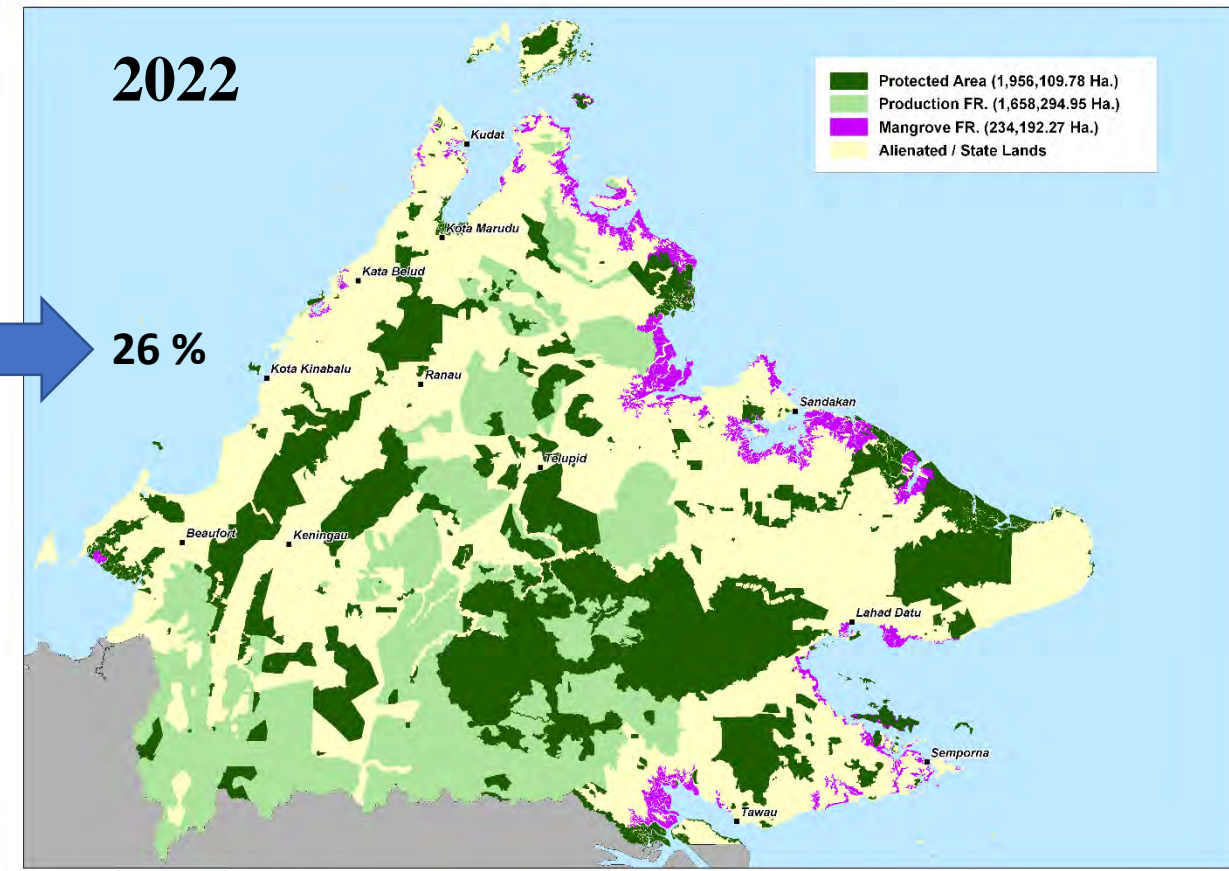 2022
Protected Area (1,956,109.78 Ha.)
Production FR. (1,658,294.95 Ha.)
Mangrove FR. (234,192.27 Ha.)
Alienated / State Lands
Kudat
Kota Marudu
Kata Belud
26 %
Kota Kinabalu
Ranau
Sandakan
Telupid
Beaufort
Keningau
Lahad Datu
Semporna
Tawau